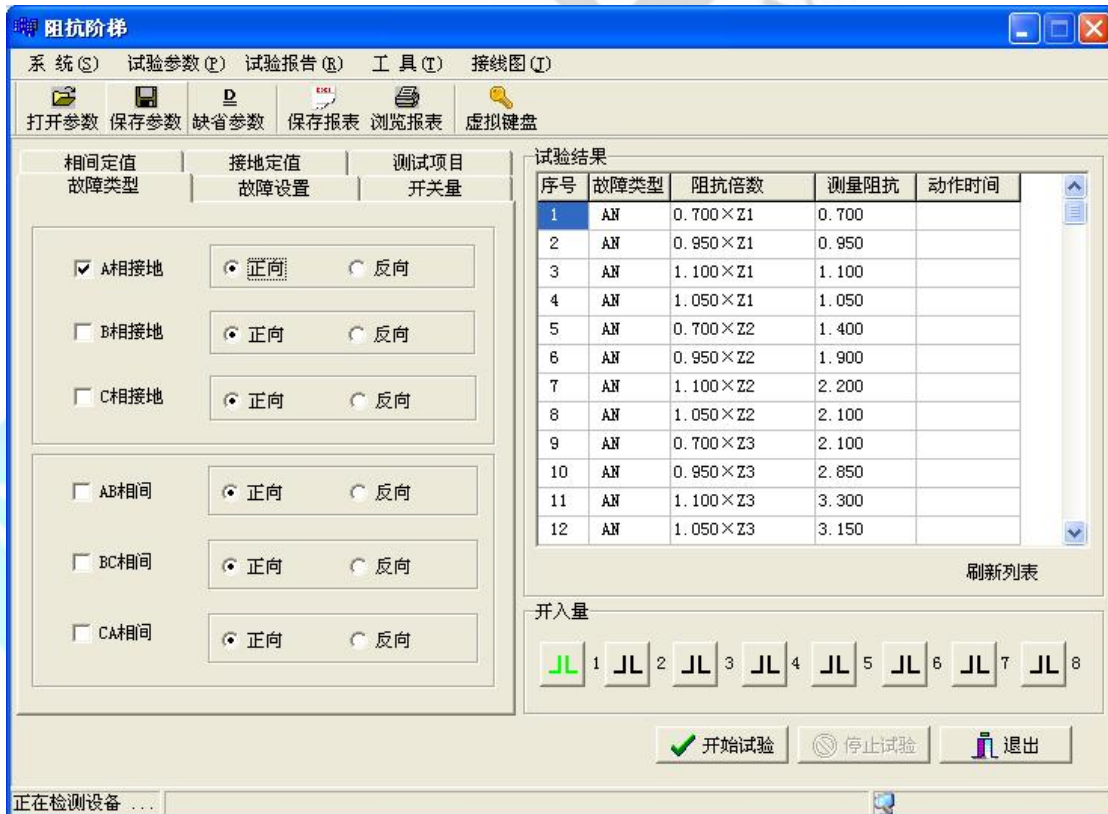 阻抗阶梯
系 统(S) 试验参数(P) 试验报告(R) 工 具(T) 接线图(J)
打开参数 保存参数 缺省参数 保存报表 浏览报表 虚拟键盘
相间定值 接地定值 测试项目
故障类型 故障设置 开关量
A相接地 正向 反向
B相接地 正向 反向
C相接地 正向 反向
AB相间 正向 反向
BC相间 正向 反向
CA相间 正向 反向
试验结果
序号 故障类型 阻抗倍数 测量阻抗 动作时间
1 AN 0.700×Z1 0.700
2 AN 0.950×Z1 0.950
3 AN 1.100×Z1 1.100
4 AN 1.050×Z1 1.050
5 AN 0.700×Z2 1.400
6 AN 0.950×Z2 1.900
7 AN 1.100×Z2 2.200
8 AN 1.050×Z2 2.100
9 AN 0.700×Z3 2.100
10 AN 0.950×Z3 2.850
11 AN 1.100×Z3 3.300
12 AN 1.050×Z3 3.150
刷新列表
开入量
1 2 3 4 5 6 7 8
开始试验 停止试验 退出
正在检测设备 ...